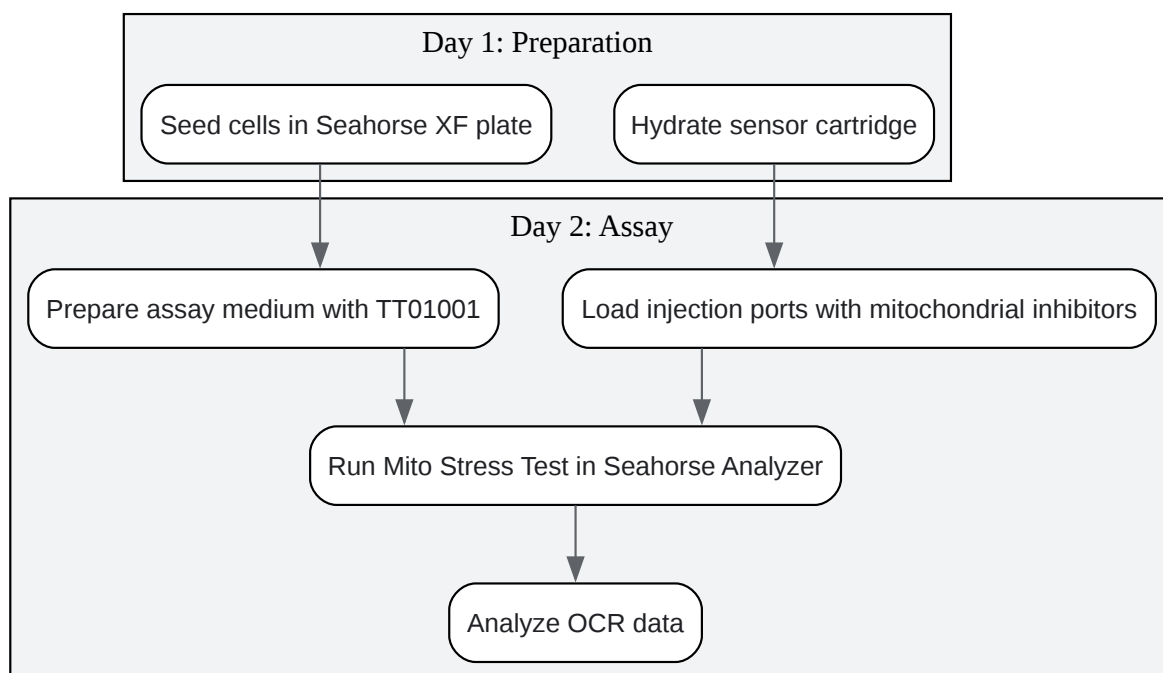 Day 1: Preparation
Seed cells in Seahorse XF plate
Hydrate sensor cartridge
Day 2: Assay
Prepare assay medium with TT01001
Load injection ports with mitochondrial inhibitors
Run Mito Stress Test in Seahorse Analyzer
Analyze OCR data